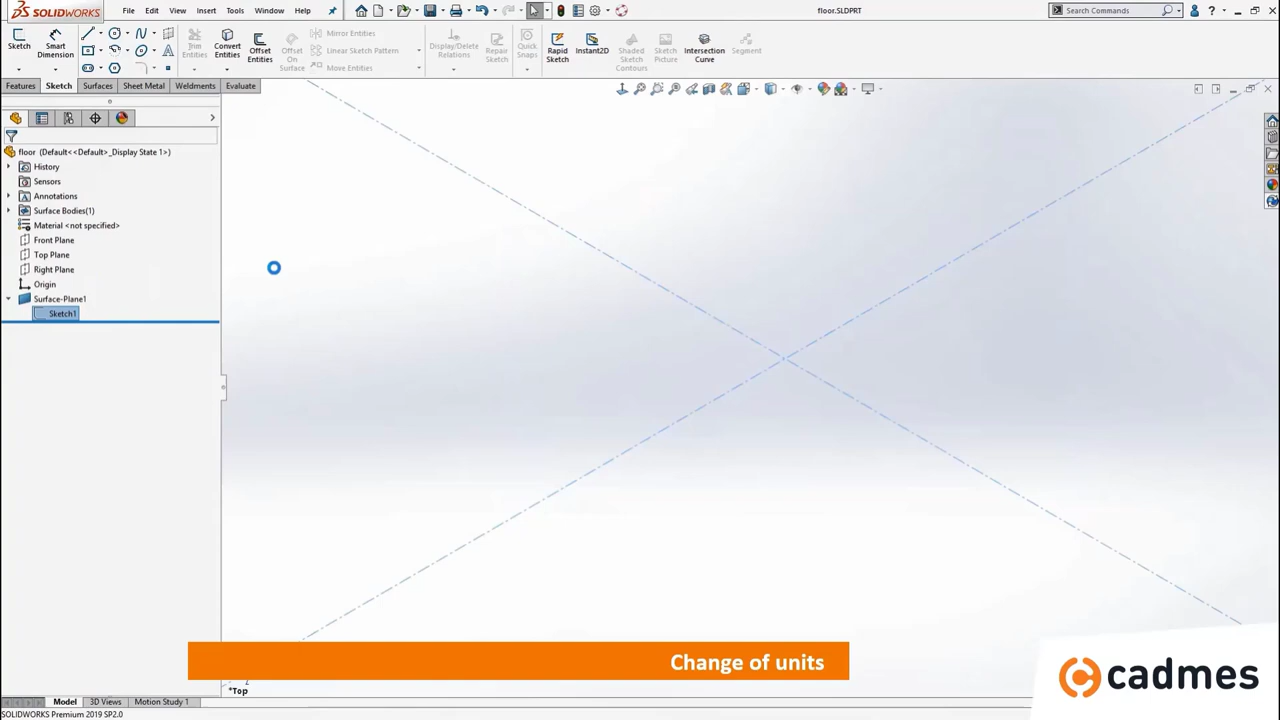 SOLIDWORKS
File
Edit
View
Insert
Tools
Window
Help
floor.SLDPRT
Search Commands
Sketch
Smart Dimension
Trim Entities
Convert Entities
Offset Entities
Offset On Surface
Mirror Entities
Linear Sketch Pattern
Move Entities
Display/Delete Relations
Repair Sketch
Quick Snaps
Rapid Sketch
Instant2D
Shaded Sketch Contours
Sketch Picture
Intersection Curve
Segment
Features
Sketch
Surfaces
Sheet Metal
Weldments
Evaluate
floor (Default<<Default>_Display State 1>)
History
Sensors
Annotations
Surface Bodies(1)
Material <not specified>
Front Plane
Top Plane
Right Plane
Origin
Surface-Plane1
Sketch1
Change of units
cadmes
*Top
Model
3D Views
Motion Study 1
SOLIDWORKS Premium 2019 SP2.0